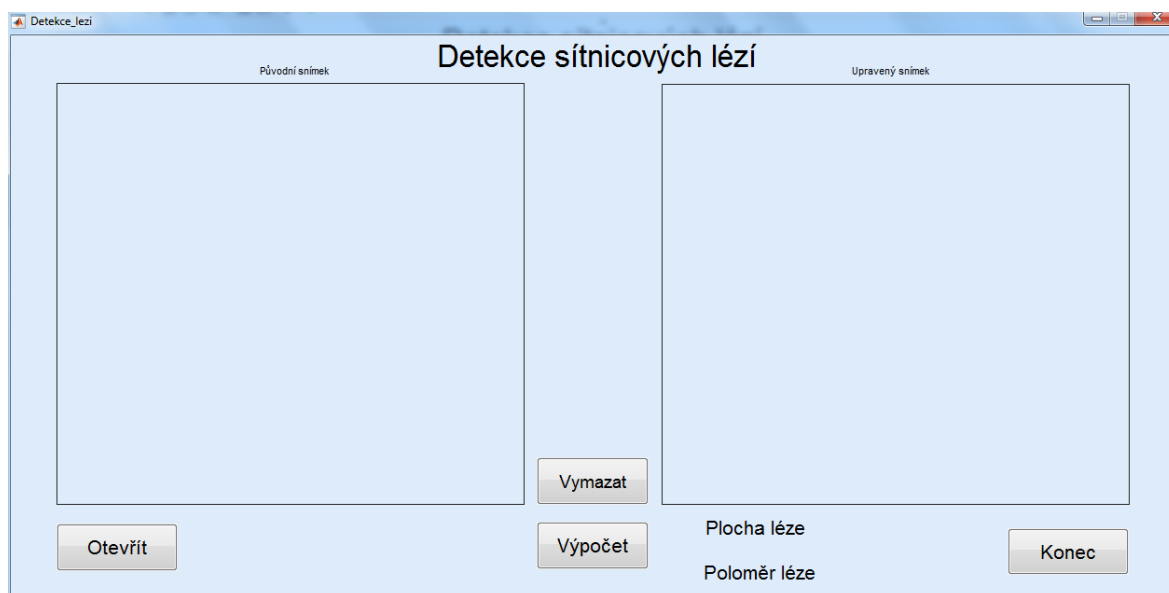 Detekce_lezi
Detekce sítnicových lézí
Původní snímek
Upravený snímek
Vymazat
Otevřít
Výpočet
Plocha léze
Poloměr léze
Konec